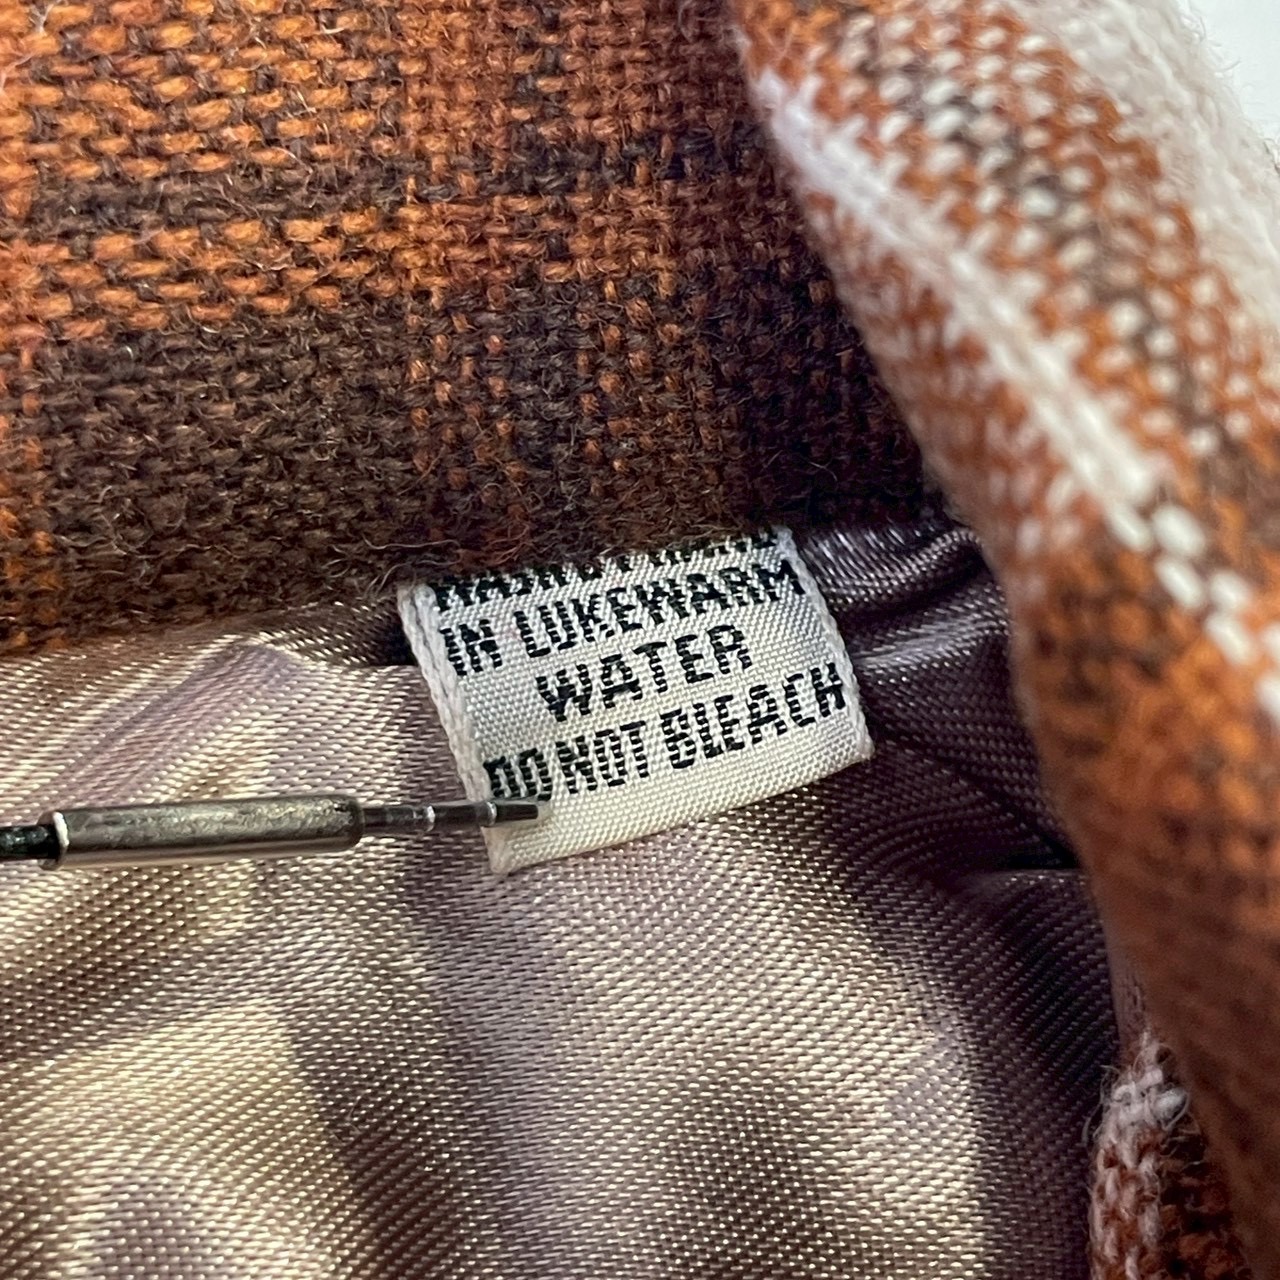 IN LUKEWARM
WATER
DO NOT BLEACH